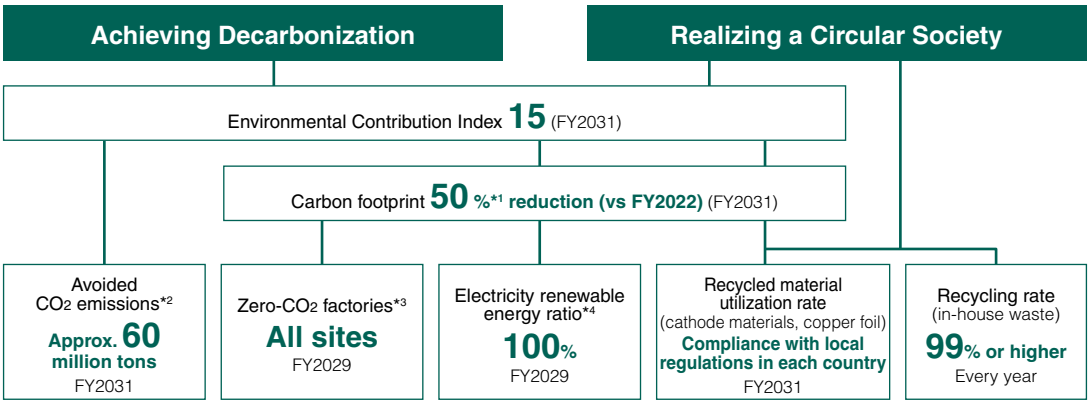 Achieving Decarbonization
Realizing a Circular Society
Environmental Contribution Index 15 (FY2031)
Carbon footprint 50 %*1 reduction (vs FY2022) (FY2031)
Avoided
CO2 emissions*2
Approx. 60
million tons
FY2031
Zero-CO2 factories*3
All sites
FY2029
Electricity renewable
energy ratio*4
100%
FY2029
Recycled material
utilization rate
(cathode materials, copper foil)
Compliance with local
regulations in each country
FY2031
Recycling rate
(in-house waste)
99% or higher
Every year